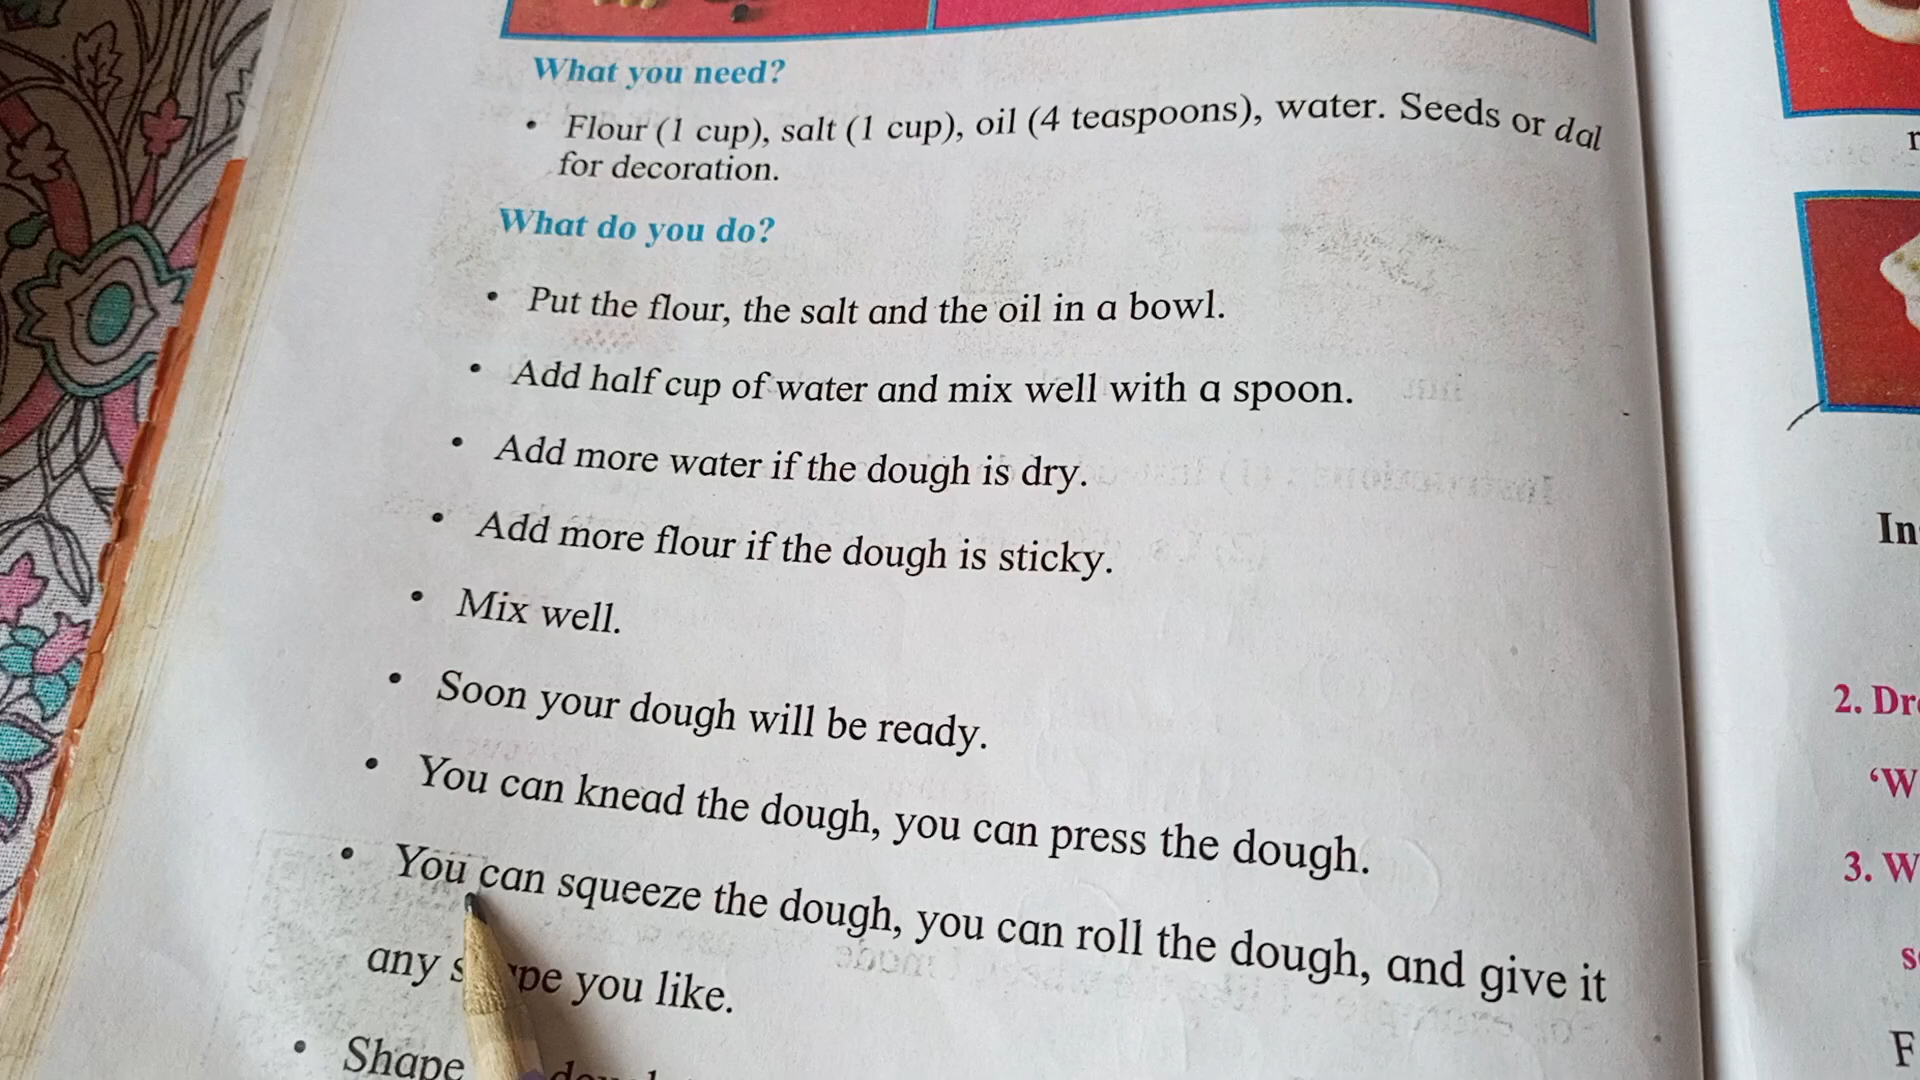 What you need?
• Flour (1 cup), salt (1 cup), oil (4 teaspoons), water. Seeds or dal
for decoration.
What do you do?
• Put the flour, the salt and the oil in a bowl.
• Add half cup of water and mix well with a spoon.
• Add more water if the dough is dry.
• Add more flour if the dough is sticky.
• Mix well.
• Soon your dough will be ready.
• You can knead the dough, you can press the dough.
• You can squeeze the dough, you can roll the dough, and give it
any you like.
• Shape
In
2. Dr
‘W
3. W
s
F